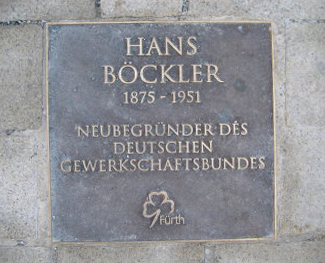 HANS
BÖCKLER
1875 - 1951
NEUBEGRÜNDER DES
DEUTSCHEN
GEWERKSCHAFTSBUNDES
Fürth